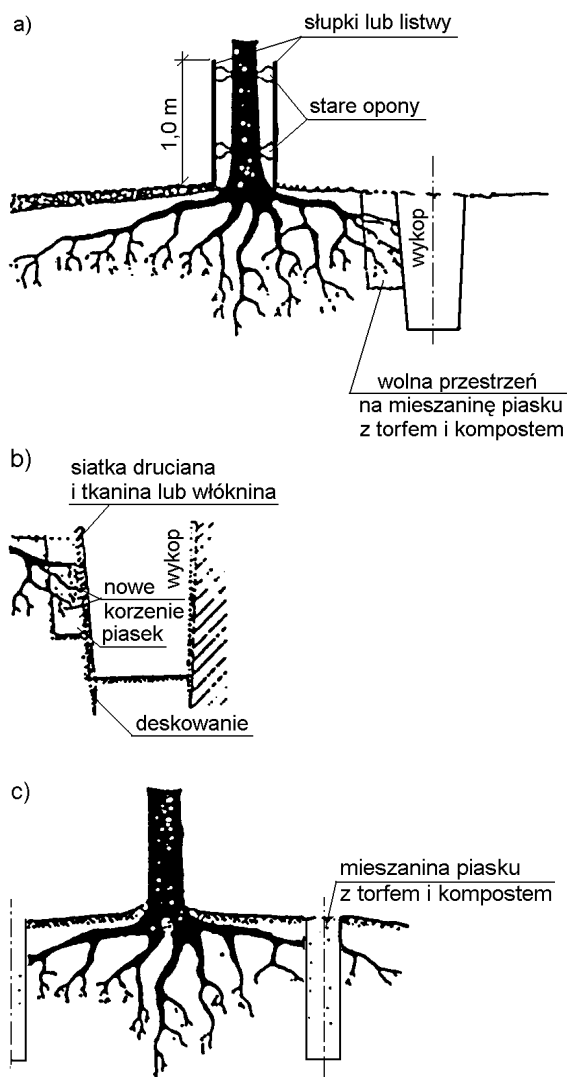 a)
słupki lub listwy
stare opony
1,0 m
wykop
wolna przestrzeń
na mieszaninę piasku
z torfem i kompostem
b)
siatka druciana
i tkanina lub włóknina
wykop
nowe
korzenie
piasek
deskowanie
c)
mieszanina piasku
z torfem i kompostem